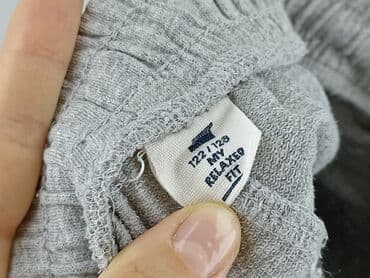 122 / 128
MY
RELAXED
FIT